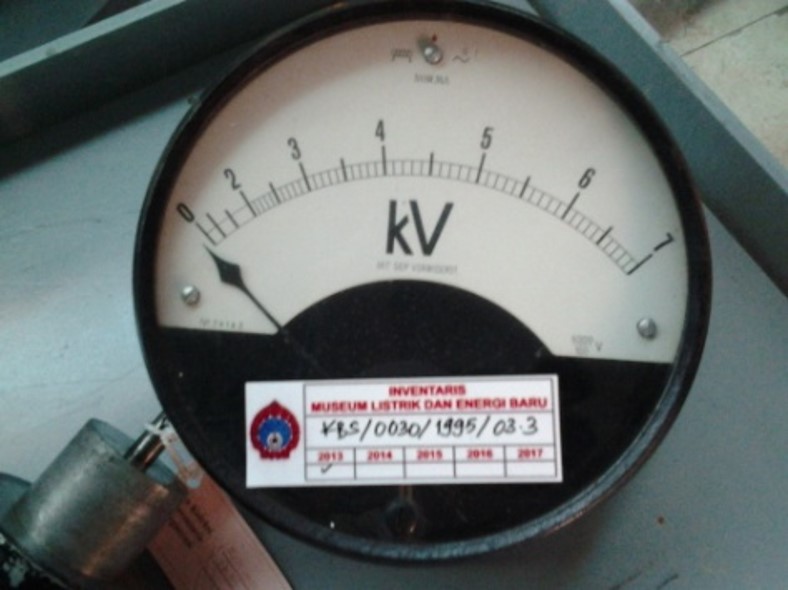 0 2 3 4 5 6 7
kV
INVENTARIS
MUSEUM LISTRIK DAN ENERGI BARU
KBS/0030/1995/03.3
2013 2014 2015 2016 2017